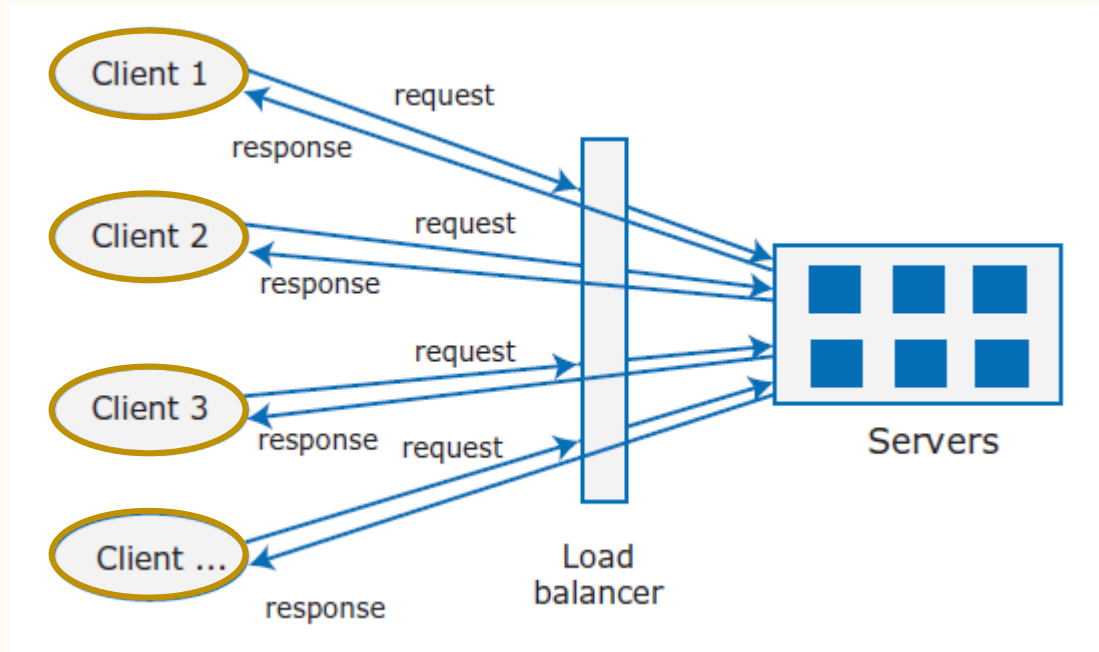 Client 1
request
response
Client 2
request
response
Client 3
request
response
request
Client ...
response
Load
balancer
Servers